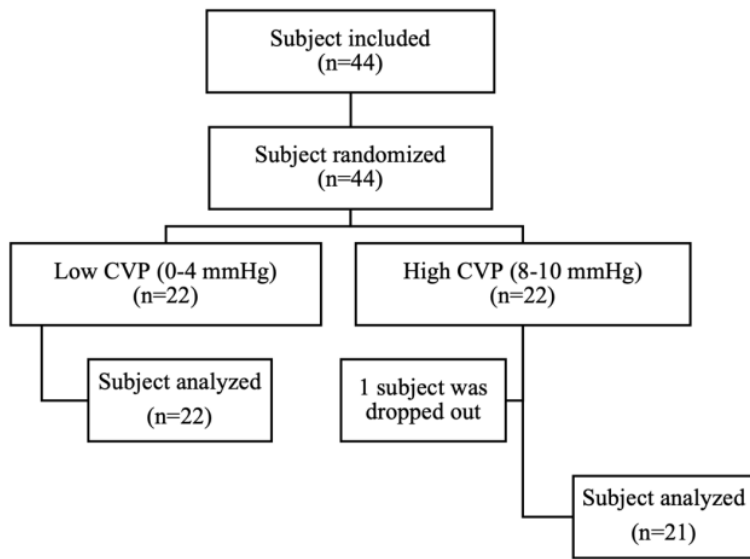 Subject included
(n=44)
Subject randomized
(n=44)
Low CVP (0-4 mmHg)
(n=22)
High CVP (8-10 mmHg)
(n=22)
Subject analyzed
(n=22)
1 subject was
dropped out
Subject analyzed
(n=21)